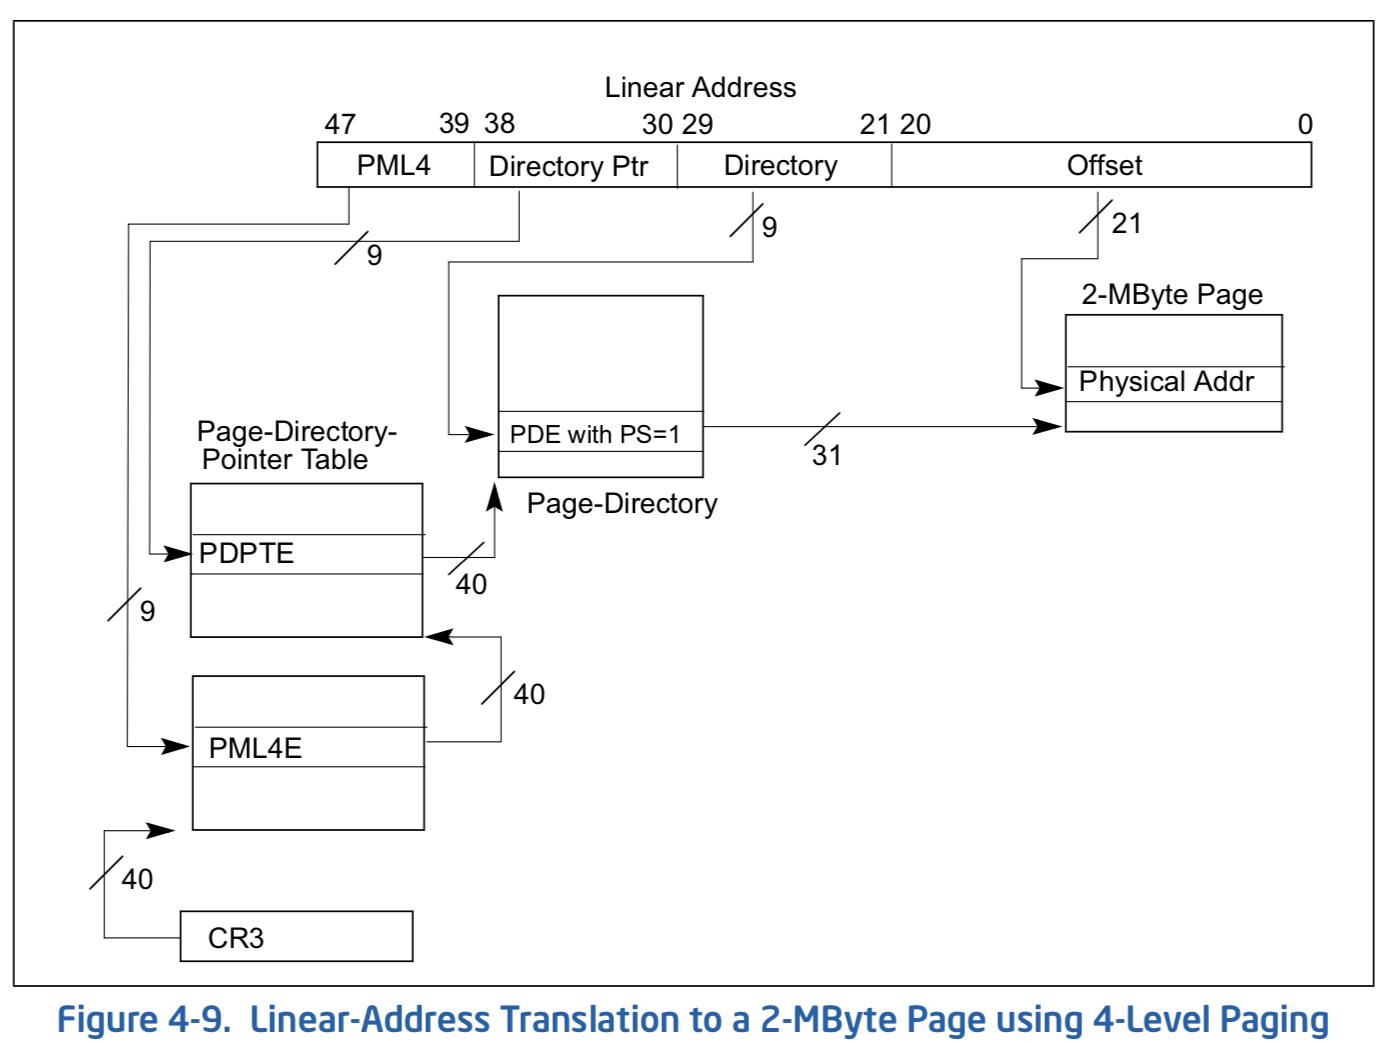 Linear Address
47 39 38 30 29 21 20 0
PML4 Directory Ptr Directory Offset
9
9
21
2-MByte Page
Physical Addr
PDE with PS=1
31
Page-Directory
Page-Directory-
Pointer Table
PDPTE
40
9
40
PML4E
40
CR3
Figure 4-9. Linear-Address Translation to a 2-MByte Page using 4-Level Paging